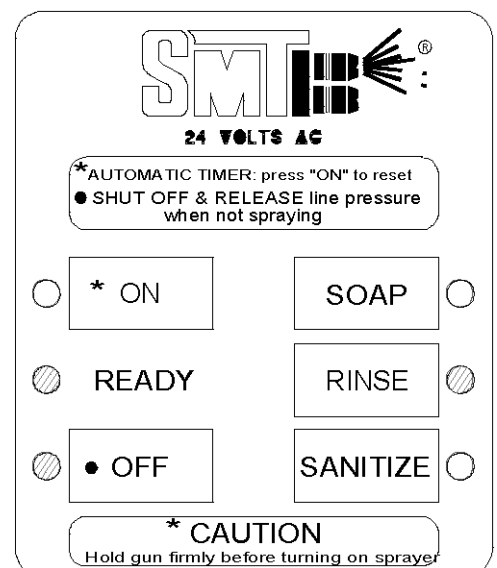 SMT ®
24 VOLTS AC
*AUTOMATIC TIMER: press "ON" to reset
● SHUT OFF & RELEASE line pressure
when not spraying
* ON
SOAP
READY
RINSE
● OFF
SANITIZE
* CAUTION
Hold gun firmly before turning on sprayer